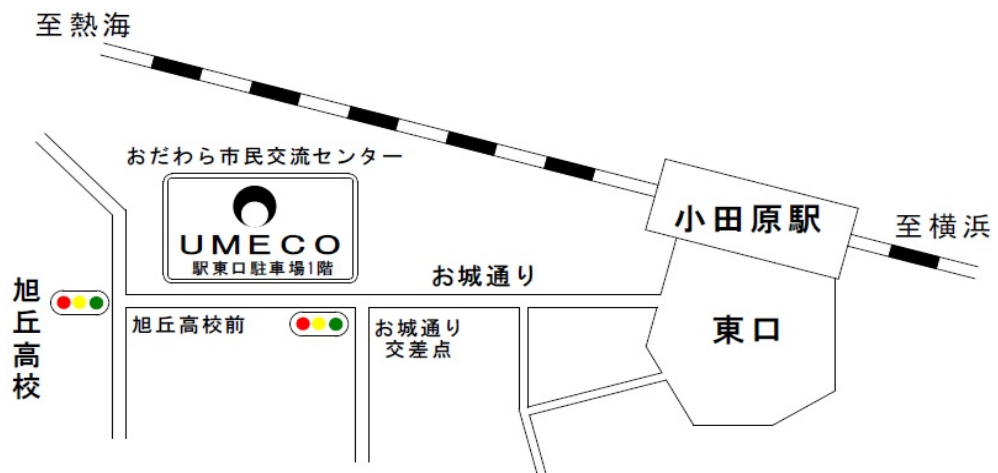 至熱海
おだわら市民交流センター
UMECO
駅東口駐車場1階
小田原駅
至横浜
お城通り
東口
旭丘高校
旭丘高校前
お城通り
交差点